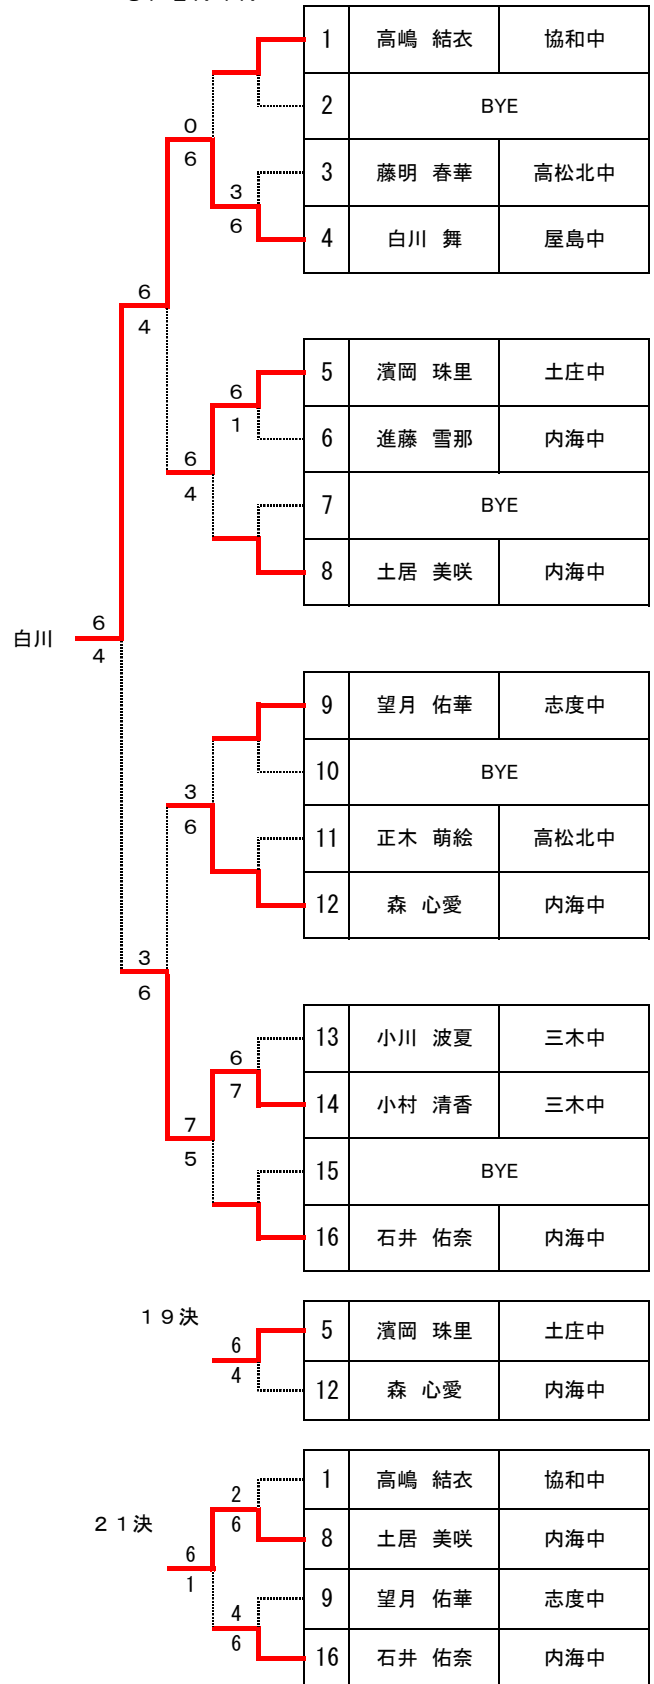 1 高嶋 結衣 協和中
2 BYE
0
6
3 藤明 春華 高松北中
3
6
4 白川 舞 屋島中
6
4
5 濱岡 珠里 土庄中
6
1
6 進藤 雪那 内海中
6
4
7 BYE
8 土居 美咲 内海中
白川
6
4
9 望月 佑華 志度中
10 BYE
3
6
11 正木 萌絵 高松北中
12 森 心愛 内海中
3
6
13 小川 波夏 三木中
6
7
14 小村 清香 三木中
7
5
15 BYE
16 石井 佑奈 内海中
19決
5 濱岡 珠里 土庄中
6
4
12 森 心愛 内海中
1 高嶋 結衣 協和中
2
6
21決
8 土居 美咲 内海中
6
1
9 望月 佑華 志度中
4
6
16 石井 佑奈 内海中